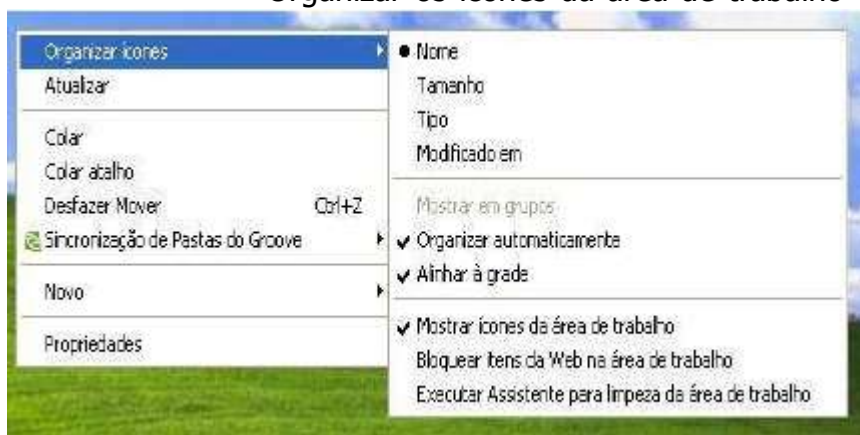 Organizar os ícones da área de trabalho
Organizar ícones
Atualizar
Colar
Colar atalho
Desfazer Mover Ctrl+Z
Sincronização de Pastas do Groove
Novo
Propriedades
Nome
Tamanho
Tipo
Modificado em
Mostrar em grupos
Organizar automaticamente
Alinhar à grade
Mostrar ícones da área de trabalho
Bloquear itens da Web na área de trabalho
Executar Assistente para limpeza da área de trabalho